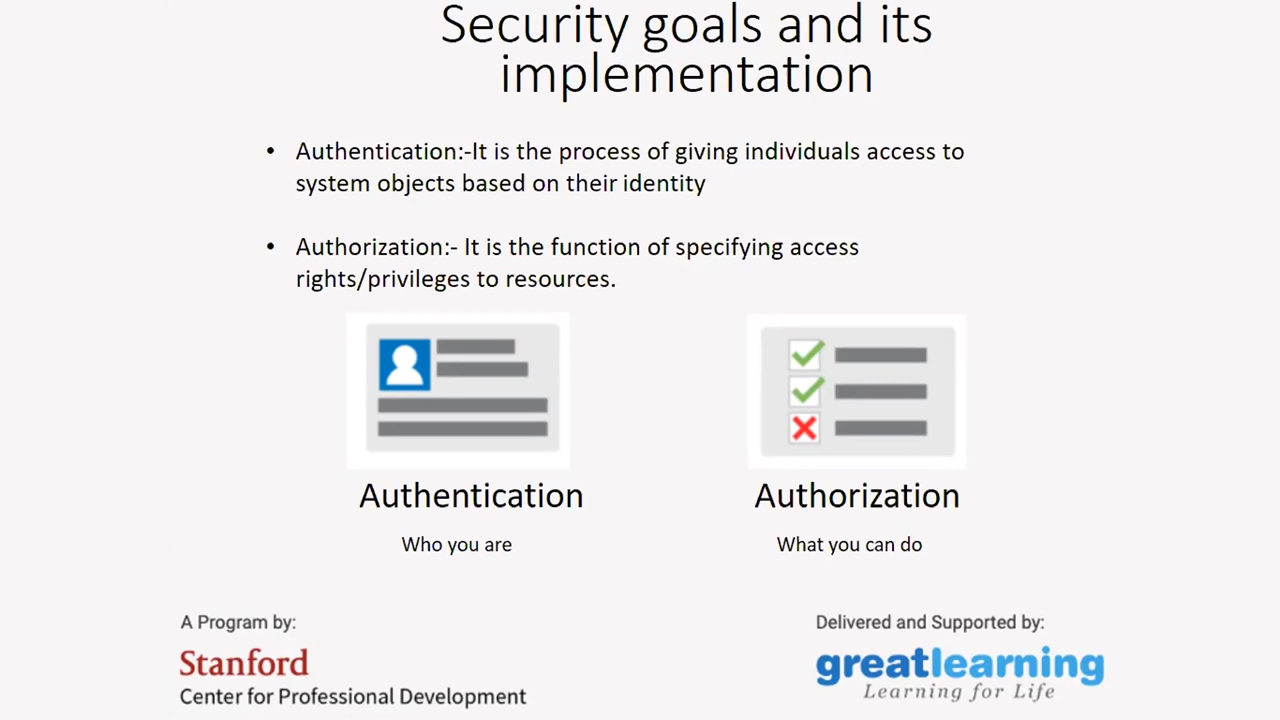 Security goals and its
implementation
• Authentication:-It is the process of giving individuals access to
system objects based on their identity
• Authorization:- It is the function of specifying access
rights/privileges to resources.
Authentication
Authorization
Who you are
What you can do
A Program by:
Stanford
Center for Professional Development
Delivered and Supported by:
greatlearning
Learning for Life